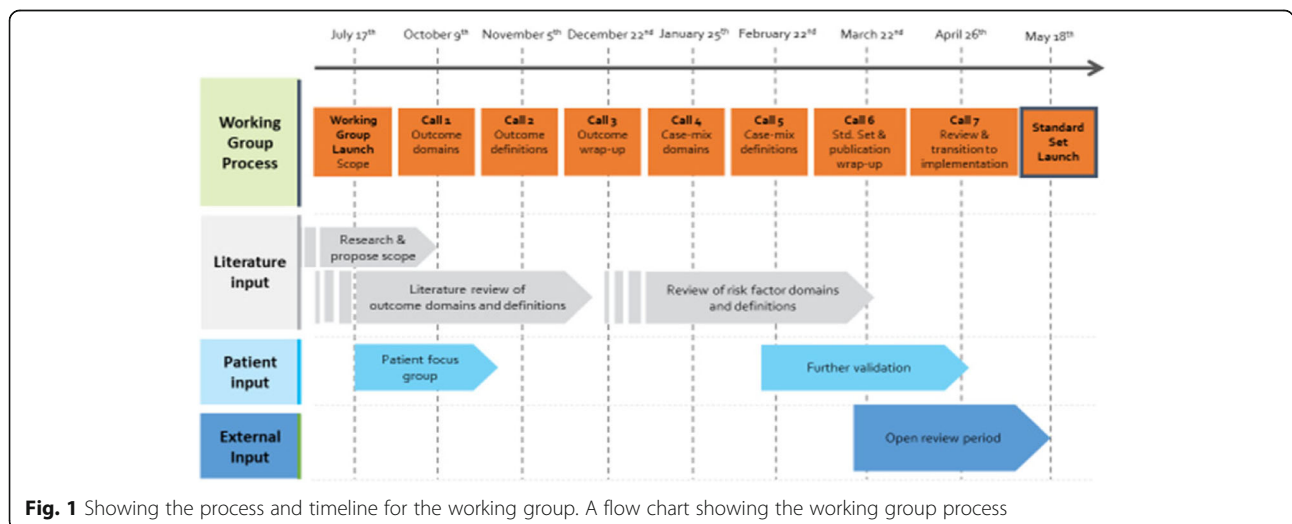 July 17th October 9th November 5th December 22nd January 25th February 22nd March 22nd April 26th May 18th
Working
Group
Process
Working
Group
Launch
Scope
Call 1
Outcome
domains
Call 2
Outcome
definitions
Call 3
Outcome
wrap-up
Call 4
Case-mix
domains
Call 5
Case-mix
definitions
Call 6
Std. Set &
publication
wrap-up
Call 7
Review &
transition to
implementation
Standard
Set
Launch
Literature
input
Research &
propose scope
Literature review of
outcome domains and definitions
Review of risk factor domains
and definitions
Patient
input
Patient focus
group
Further validation
External
Input
Open review period
Fig. 1 Showing the process and timeline for the working group. A flow chart showing the working group process